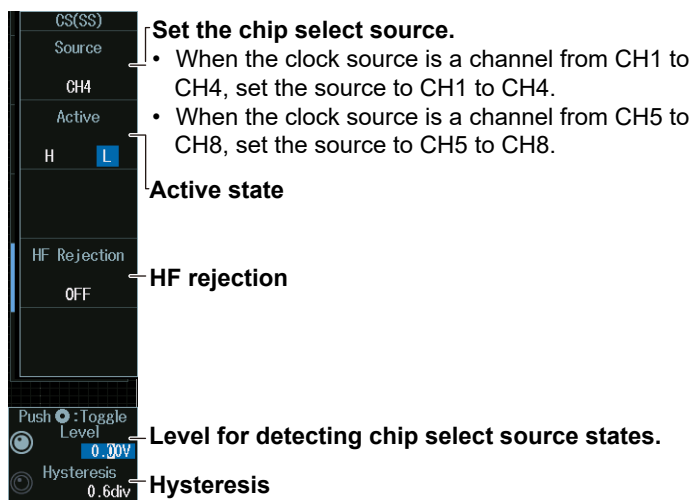 CS(SS)
Source
CH4
Active
H L
HF Rejection
OFF
Push :Toggle
Level
0.00V
Hysteresis
0.6div
Set the chip select source.
• When the clock source is a channel from CH1 to
CH4, set the source to CH1 to CH4.
• When the clock source is a channel from CH5 to
CH8, set the source to CH5 to CH8.
Active state
HF rejection
Level for detecting chip select source states.
Hysteresis